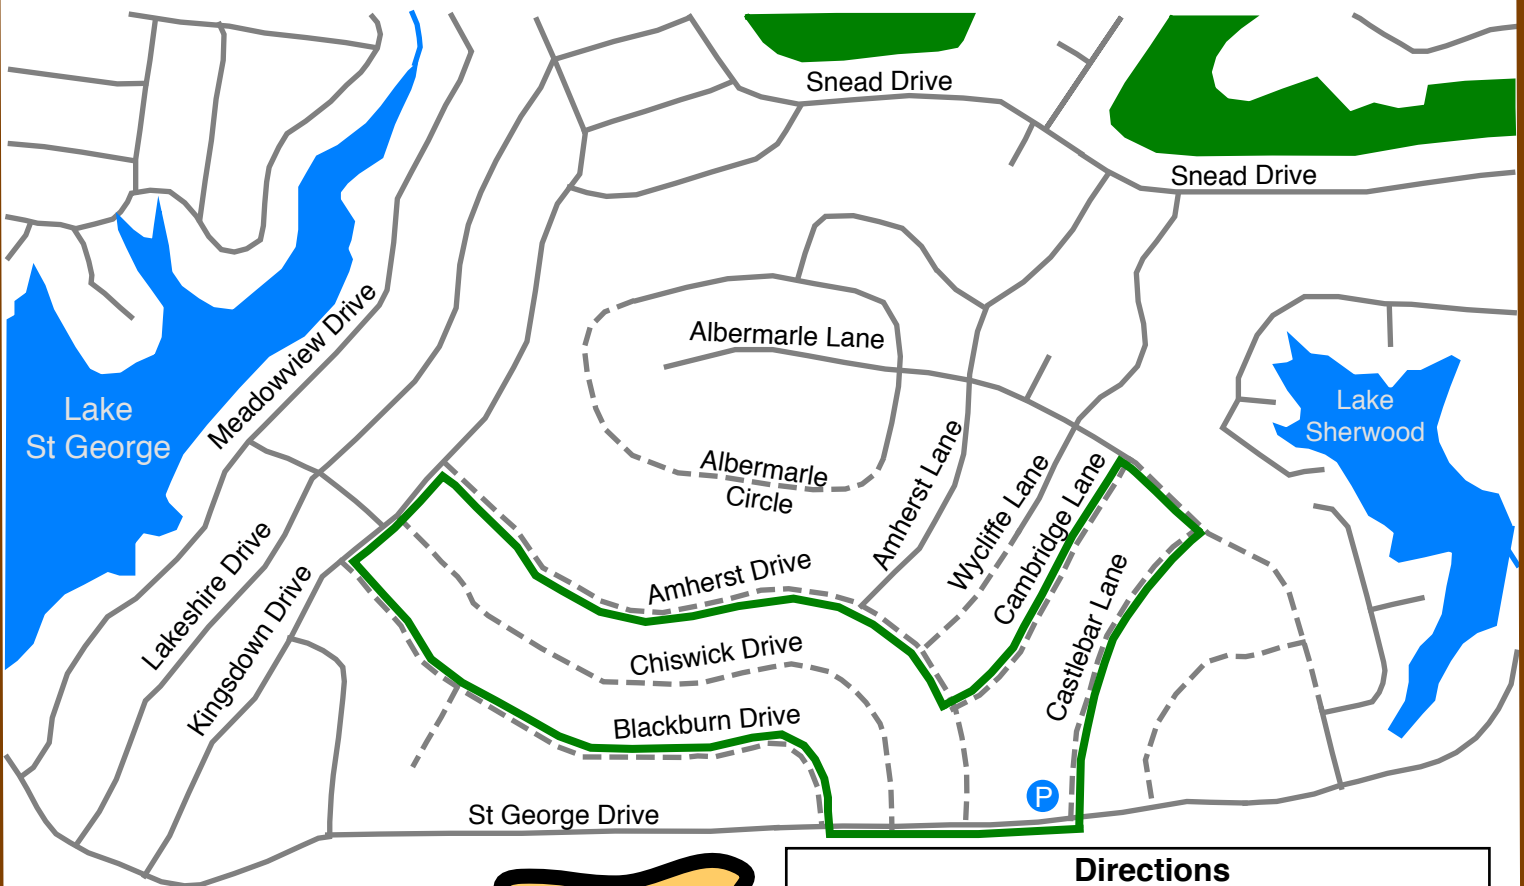 Snead Drive
Snead Drive
Meadowview Drive
Albermarle Lane
Lake
St George
Lake
Sherwood
Albermarle
Circle
Amherst Lane
Wycliffe Lane
Cambridge Lane
Lakeshire Drive
Kingsdown Drive
Amherst Drive
Castlebar Lane
Chiswick Drive
Blackburn Drive
P
St George Drive
Directions